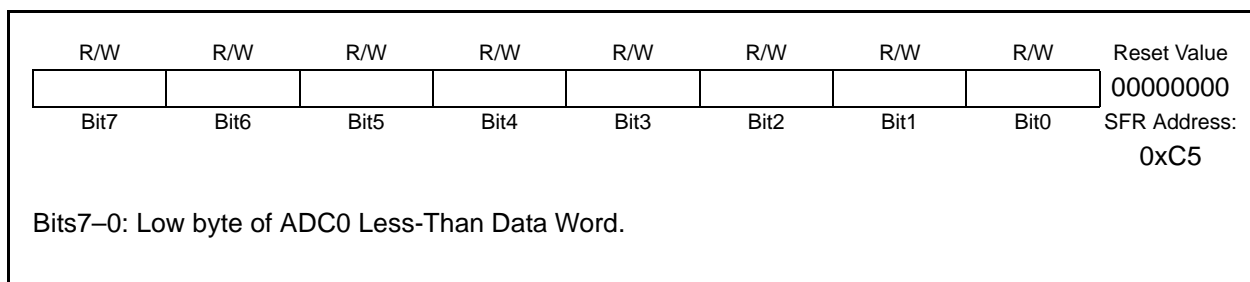 R/W R/W R/W R/W R/W R/W R/W R/W Reset Value
00000000
Bit7 Bit6 Bit5 Bit4 Bit3 Bit2 Bit1 Bit0 SFR Address:
0xC5
Bits7–0: Low byte of ADC0 Less-Than Data Word.